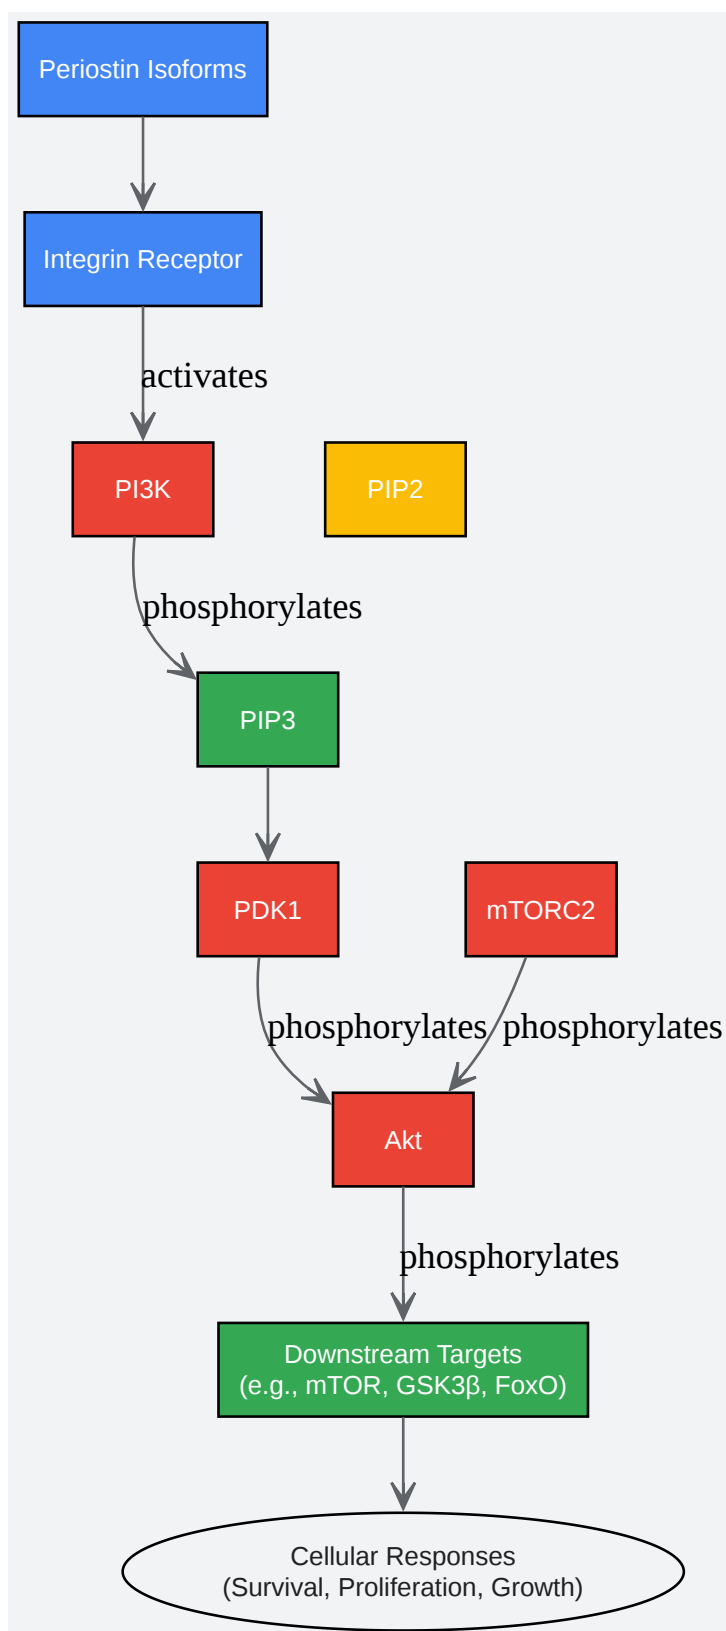 Periostin Isoforms
Integrin Receptor
activates
PI3K
PIP2
phosphorylates
PIP3
PDK1
mTORC2
phosphorylates
phosphorylates
Akt
phosphorylates
Downstream Targets
(e.g., mTOR, GSK3β, FoxO)
Cellular Responses
(Survival, Proliferation, Growth)